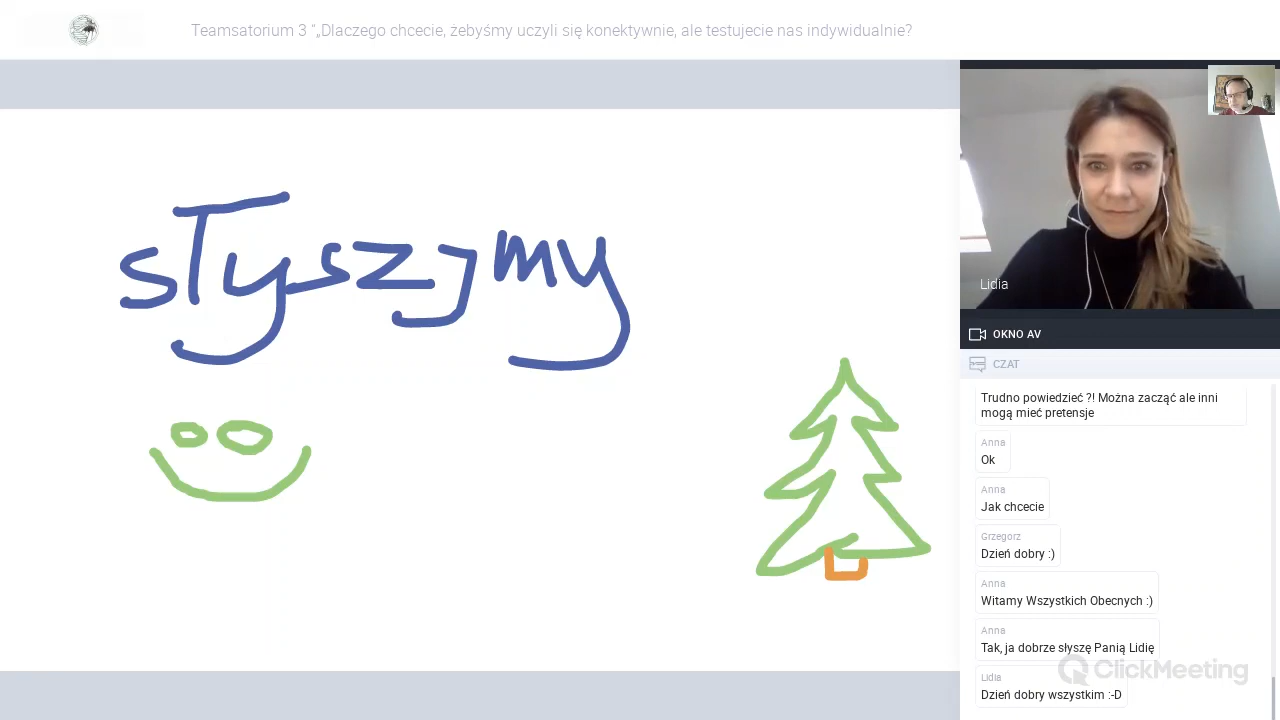 Teamsatorium 3 “„Dlaczego chcecie, żebyśmy uczyli się konektywnie, ale testujecie nas indywidualnie?
słyszymy
Lidia
OKNO AV
CZAT
Trudno powiedzieć ?! Można zacząć ale inni
mogą mieć pretensje
Anna
Ok
Anna
Jak chcecie
Grzegorz
Dzień dobry :)
Anna
Witamy Wszystkich Obecnych :)
Anna
Tak, ja dobrze słyszę Panią Lidię
Lidia
Dzień dobry wszystkim :-D
ClickMeeting